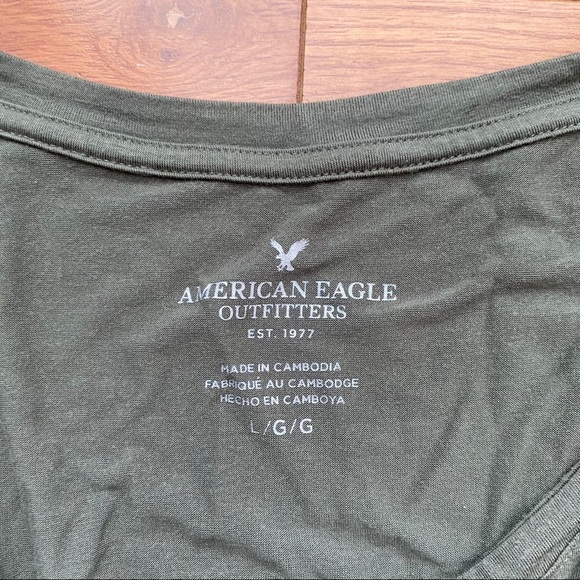 AMERICAN EAGLE
OUTFITTERS
EST. 1977
MADE IN CAMBODIA
FABRIQUÉ AU CAMBODGE
HECHO EN CAMBOYA
L/G/G